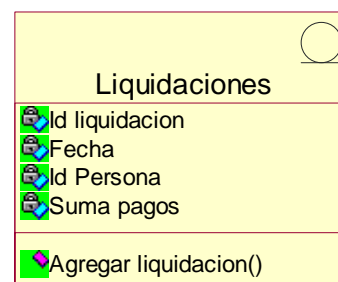 Liquidaciones
Id liquidacion
Fecha
Id Persona
Suma pagos
Agregar liquidacion()